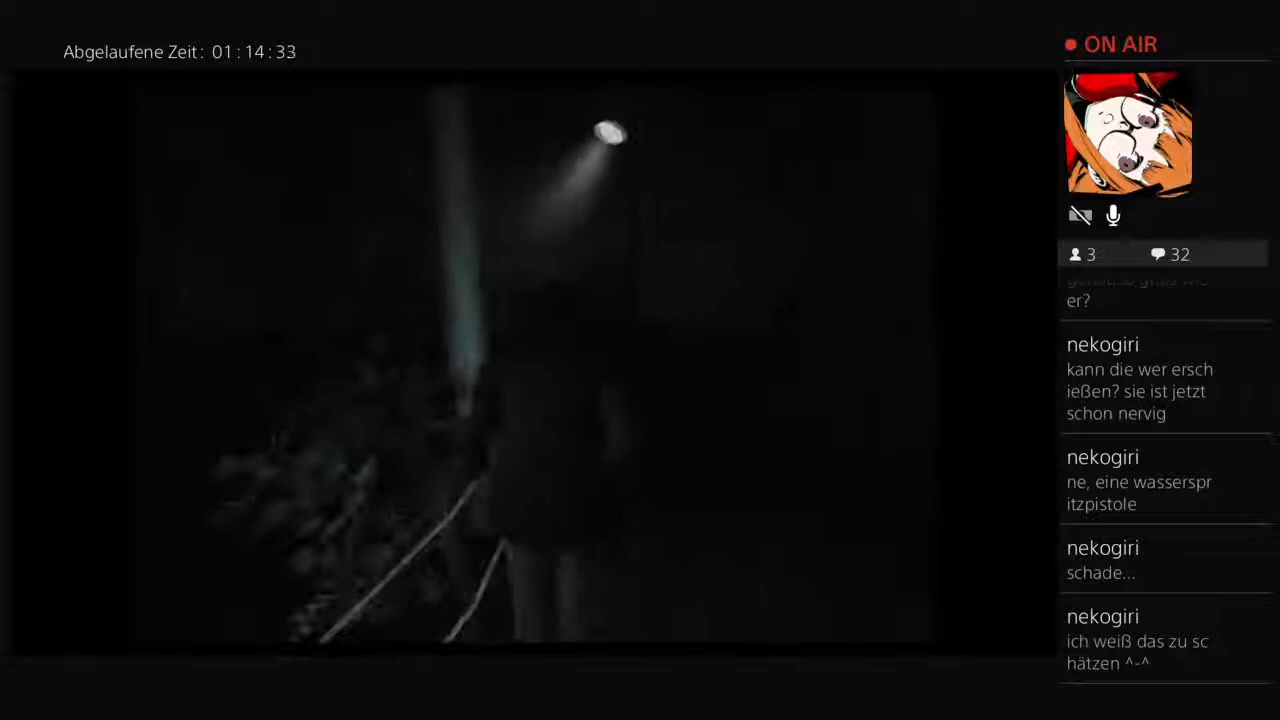 Abgelaufene Zeit: 01:14:33
ON AIR
3
32
er?
nekogiri
kann die wer ersch
ießen? sie ist jetzt
schon nervig
nekogiri
ne, eine wasserspr
itzpistole
nekogiri
schade...
nekogiri
ich weiß das zu sc
hätzen ^-^